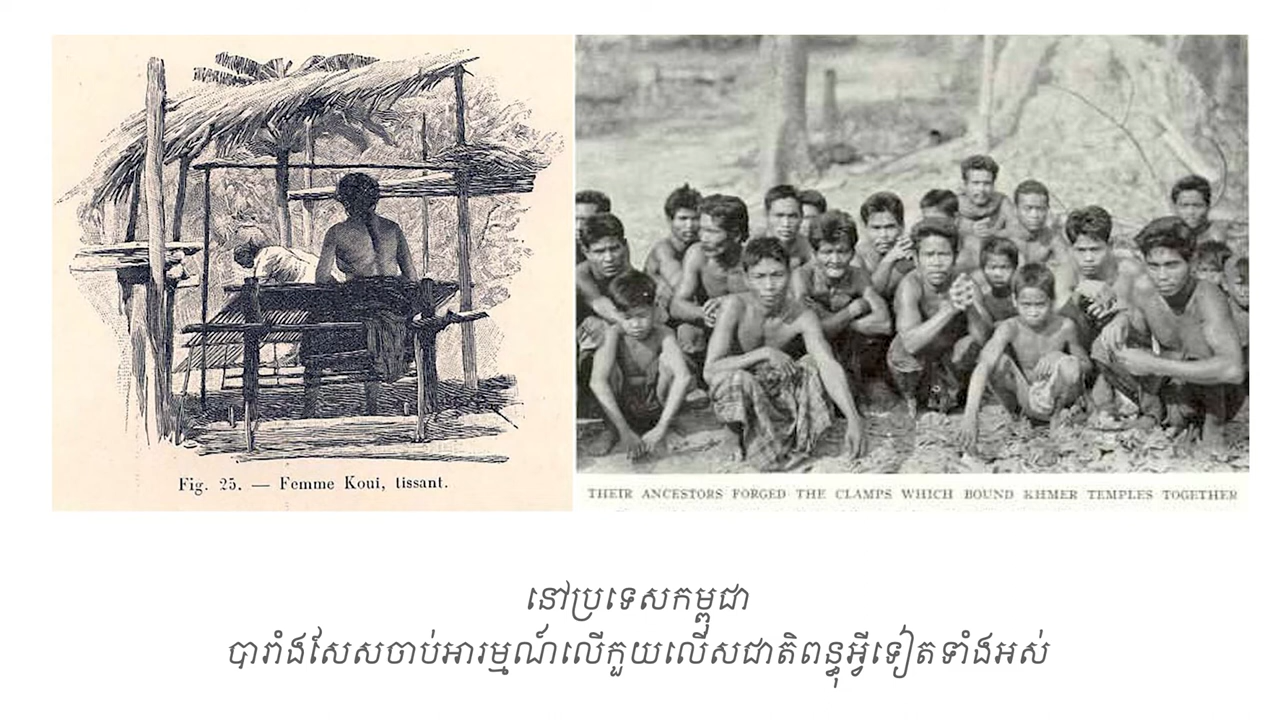 Fig. 25. — Femme Koui, tissant.
THEIR ANCESTORS FORGED THE CLAMPS WHICH BOUND KHMER TEMPLES TOGETHER
នៅប្រទេសកម្ពុជា
បារាំងសែសចាប់អារម្មណ៍លើកួយលើសជាតិពន្ធុអ្វីទៀតទាំងអស់